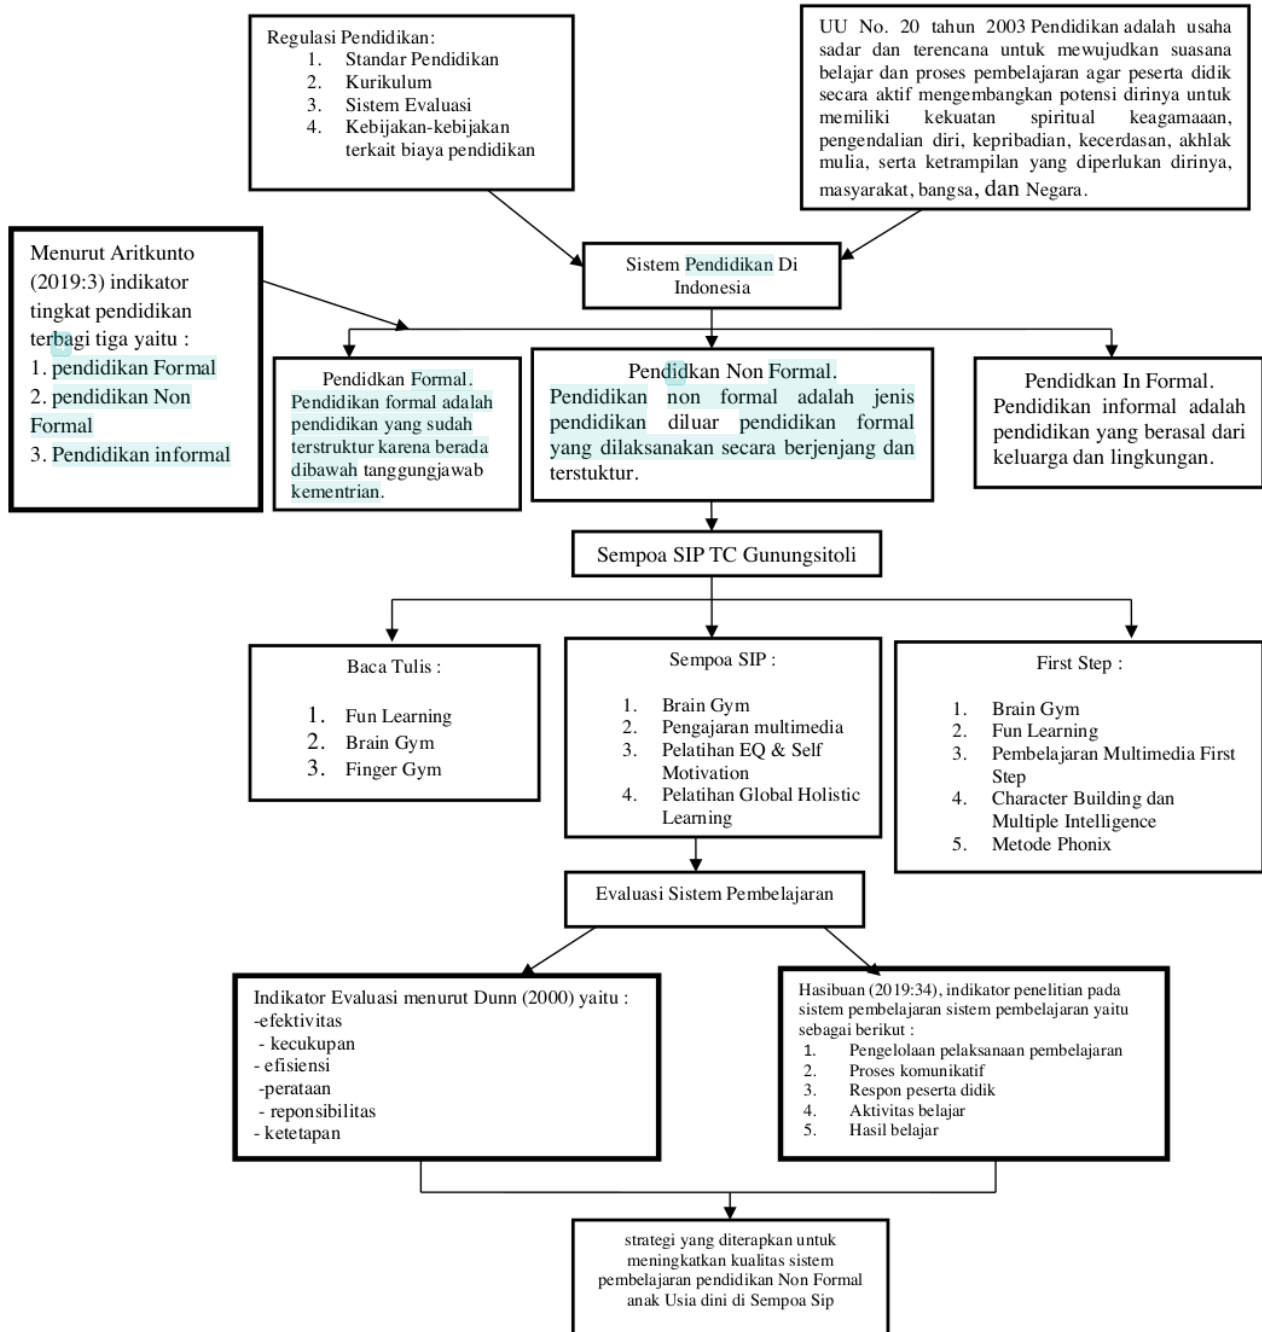 Regulasi Pendidikan:
1. Standar Pendidikan
2. Kurikulum
3. Sistem Evaluasi
4. Kebijakan-kebijakan
terkait biaya pendidikan
UU No. 20 tahun 2003 Pendidikan adalah usaha
sadar dan terencana untuk mewujudkan suasana
belajar dan proses pembelajaran agar peserta didik
secara aktif mengembangkan potensi dirinya untuk
memiliki kekuatan spiritual keagamaaan,
pengendalian diri, kepribadian, kecerdasan, akhlak
mulia, serta ketrampilan yang diperlukan dirinya,
masyarakat, bangsa, dan Negara.
Menurut Aritkunto
(2019:3) indikator
tingkat pendidikan
terbagi tiga yaitu :
1. pendidikan Formal
2. pendidikan Non
Formal
3. Pendidikan informal
Sistem Pendidikan Di
Indonesia
Pendidkan Formal.
Pendidikan formal adalah
pendidikan yang sudah
terstruktur karena berada
dibawah tanggungjawab
kementrian.
Pendidkan Non Formal.
Pendidikan non formal adalah jenis
pendidikan diluar pendidikan formal
yang dilaksanakan secara berjenjang dan
terstuktur.
Pendidkan In Formal.
Pendidikan informal adalah
pendidikan yang berasal dari
keluarga dan lingkungan.
Sempoa SIP TC Gunungsitoli
Baca Tulis :
1. Fun Learning
2. Brain Gym
3. Finger Gym
Sempoa SIP :
1. Brain Gym
2. Pengajaran multimedia
3. Pelatihan EQ & Self
Motivation
4. Pelatihan Global Holistic
Learning
First Step :
1. Brain Gym
2. Fun Learning
3. Pembelajaran Multimedia First
Step
4. Character Building dan
Multiple Intelligence
5. Metode Phonix
Evaluasi Sistem Pembelajaran
Indikator Evaluasi menurut Dunn (2000) yaitu :
-efektivitas
- kecukupan
- efisiensi
-perataan
- reponsibilitas
- ketetapan
Hasibuan (2019:34), indikator penelitian pada
sistem pembelajaran sistem pembelajaran yaitu
sebagai berikut :
1. Pengelolaan pelaksanaan pembelajaran
2. Proses komunikatif
3. Respon peserta didik
4. Aktivitas belajar
5. Hasil belajar
strategi yang diterapkan untuk
meningkatkan kualitas sistem
pembelajaran pendidikan Non Formal
anak Usia dini di Sempoa Sip